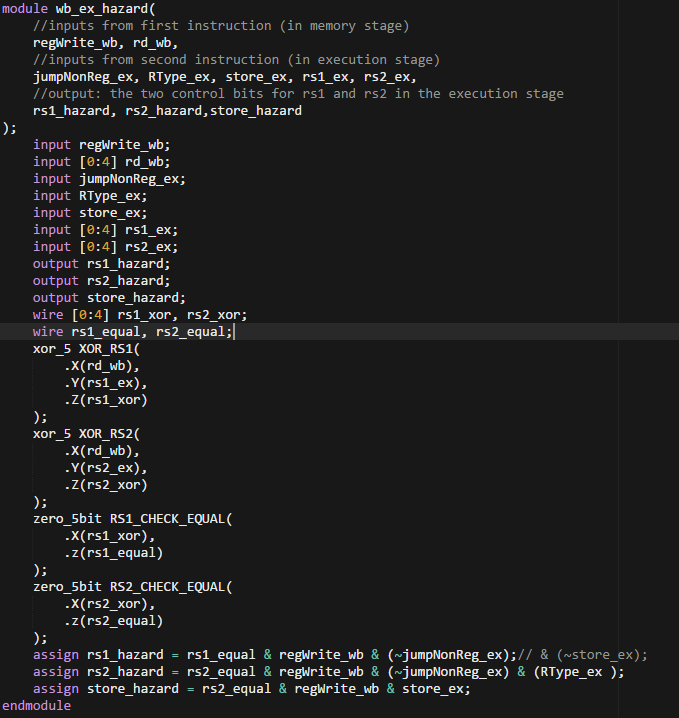 module wb_ex_hazard(
    //inputs from first instruction (in memory stage)
    regWrite_wb, rd_wb,
    //inputs from second instruction (in execution stage)
    jumpNonReg_ex, RType_ex, store_ex, rs1_ex, rs2_ex,
    //output: the two control bits for rs1 and rs2 in the execution stage
    rs1_hazard, rs2_hazard,store_hazard
);
    input regWrite_wb;
    input [0:4] rd_wb;
    input jumpNonReg_ex;
    input RType_ex;
    input store_ex;
    input [0:4] rs1_ex;
    input [0:4] rs2_ex;
    output rs1_hazard;
    output rs2_hazard;
    output store_hazard;
    wire [0:4] rs1_xor, rs2_xor;
    wire rs1_equal, rs2_equal;
    xor_5 XOR_RS1(
        .X(rd_wb),
        .Y(rs1_ex),
        .Z(rs1_xor)
    );
    xor_5 XOR_RS2(
        .X(rd_wb),
        .Y(rs2_ex),
        .Z(rs2_xor)
    );
    zero_5bit RS1_CHECK_EQUAL(
        .X(rs1_xor),
        .z(rs1_equal)
    );
    zero_5bit RS2_CHECK_EQUAL(
        .X(rs2_xor),
        .z(rs2_equal)
    );
    assign rs1_hazard = rs1_equal & regWrite_wb & (~jumpNonReg_ex);// & (~store_ex);
    assign rs2_hazard = rs2_equal & regWrite_wb & (~jumpNonReg_ex) & (RType_ex );
    assign store_hazard = rs2_equal & regWrite_wb & store_ex;
endmodule